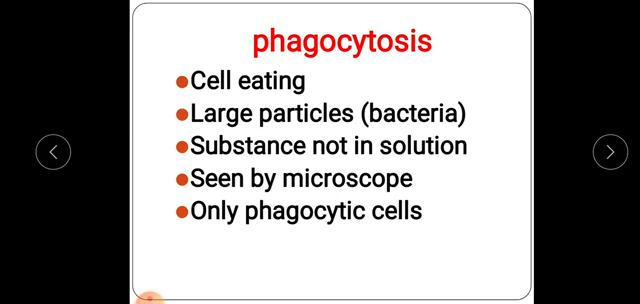 phagocytosis
Cell eating
Large particles (bacteria)
Substance not in solution
Seen by microscope
Only phagocytic cells